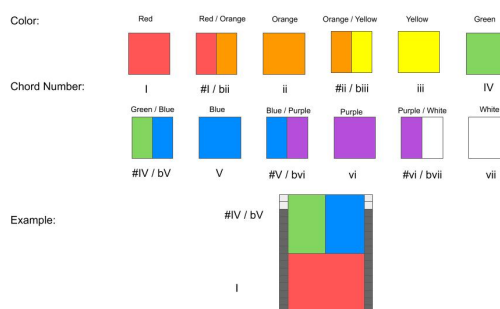 Color:
Red
Red / Orange
Orange
Orange / Yellow
Yellow
Green
Chord Number:
I
#I / bii
ii
#ii / biii
iii
IV
Green / Blue
Blue
Blue / Purple
Purple
Purple / White
White
#IV / bV
V
#V / bvi
vi
#vi / bvii
vii
Example:
#IV / bV
I